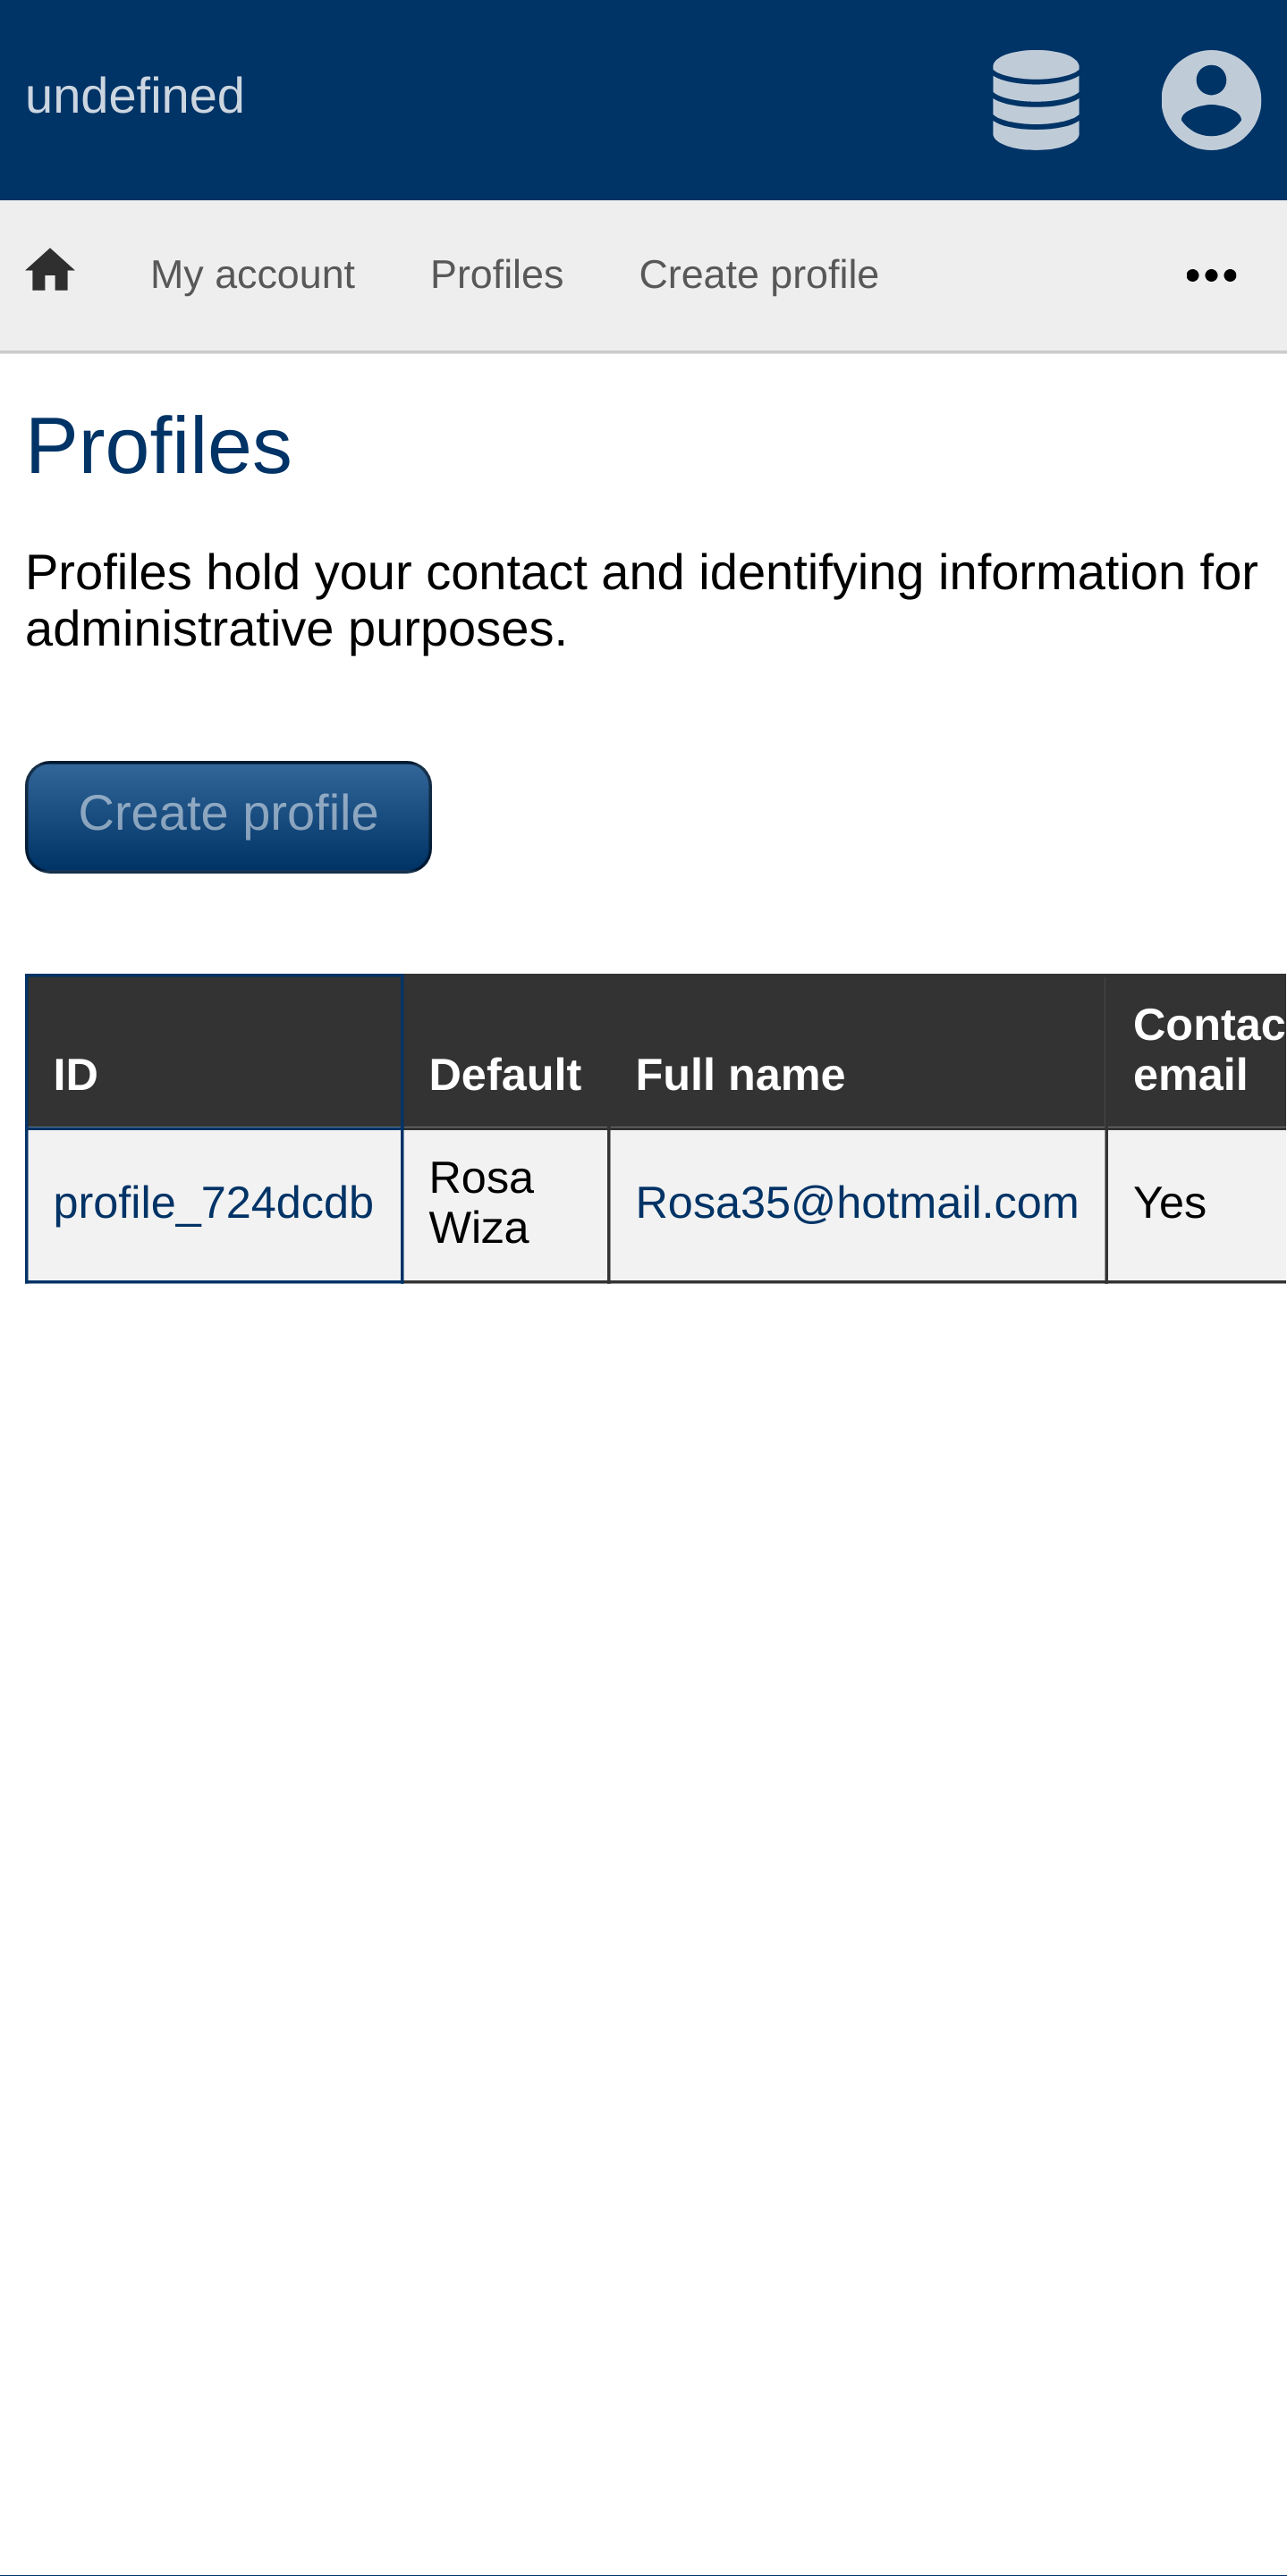 undefined
My account Profiles Create profile
Profiles
Profiles hold your contact and identifying information for
administrative purposes.
Create profile
ID Default Full name Contac
email
profile_724dcdb Rosa
Wiza Rosa35@hotmail.com Yes